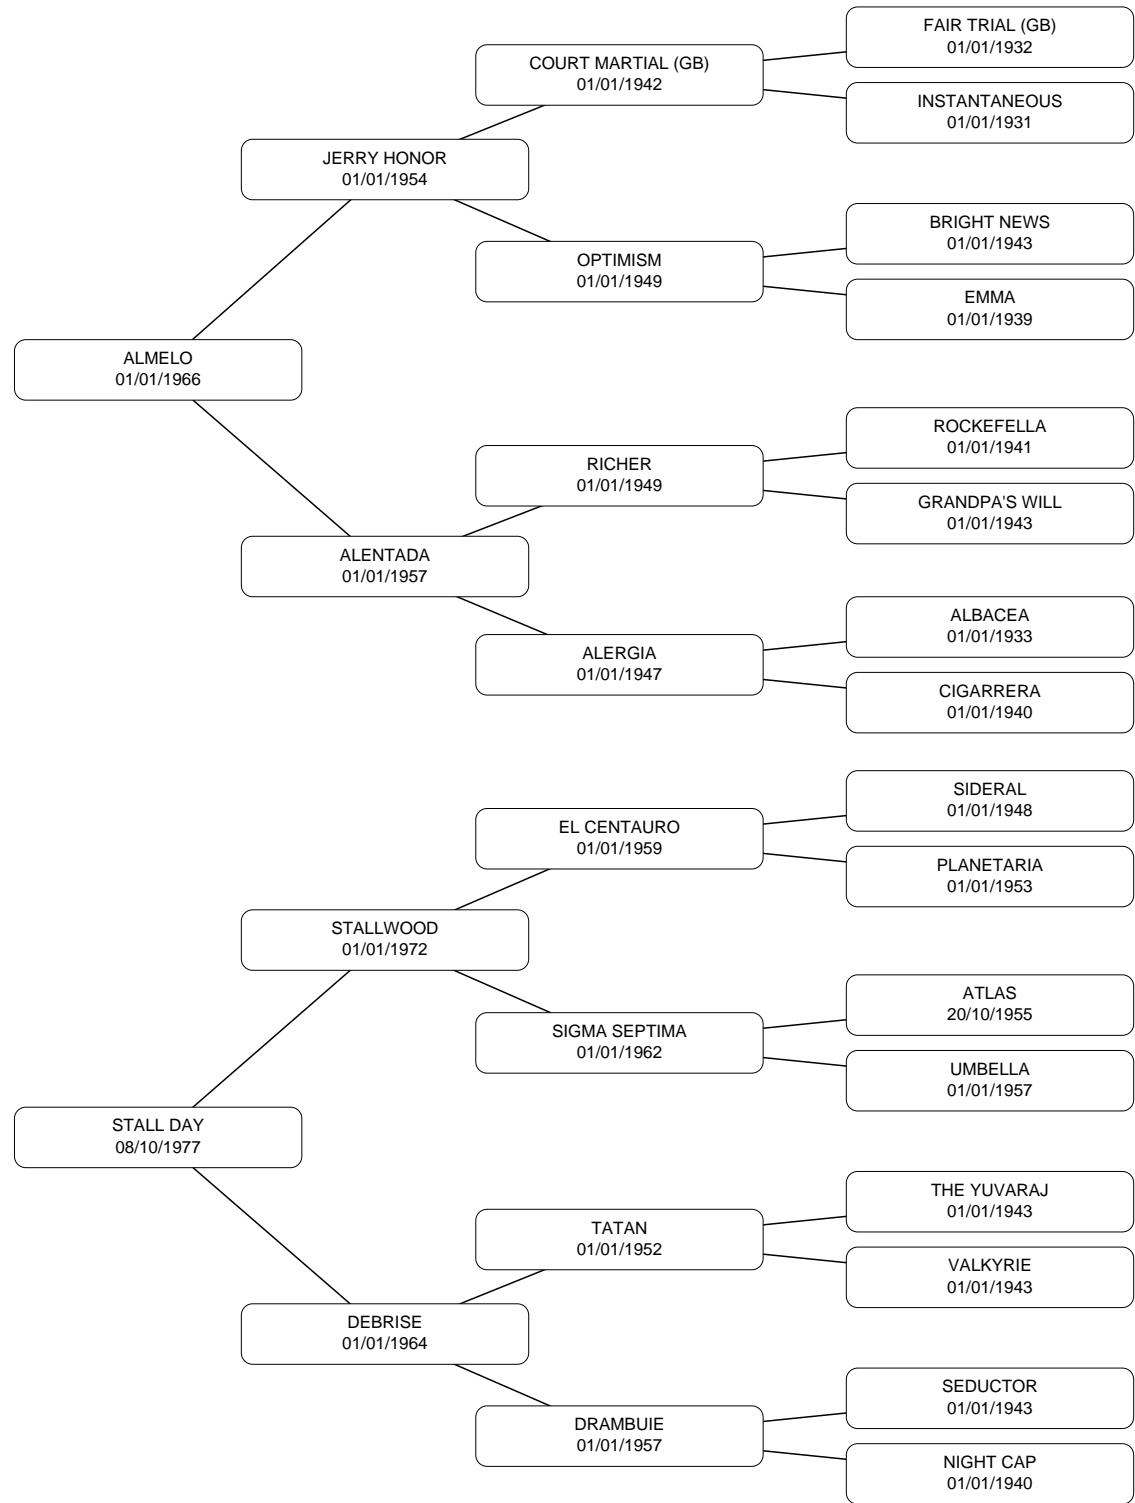 FAIR TRIAL (GB)
01/01/1932
COURT MARTIAL (GB)
01/01/1942
INSTANTANEOUS
01/01/1931
JERRY HONOR
01/01/1954
BRIGHT NEWS
01/01/1943
OPTIMISM
01/01/1949
EMMA
01/01/1939
ALMELO
01/01/1966
ROCKEFELLA
01/01/1941
RICHER
01/01/1949
GRANDPA'S WILL
01/01/1943
ALENTADA
01/01/1957
ALBACEA
01/01/1933
ALERGIA
01/01/1947
CIGARRERA
01/01/1940
SIDERAL
01/01/1948
EL CENTAURO
01/01/1959
PLANETARIA
01/01/1953
STALLWOOD
01/01/1972
ATLAS
20/10/1955
SIGMA SEPTIMA
01/01/1962
UMBELLA
01/01/1957
STALL DAY
08/10/1977
THE YUVARAJ
01/01/1943
TATAN
01/01/1952
VALKYRIE
01/01/1943
DEBRISE
01/01/1964
SEDUCTOR
01/01/1943
DRAMBUIE
01/01/1957
NIGHT CAP
01/01/1940